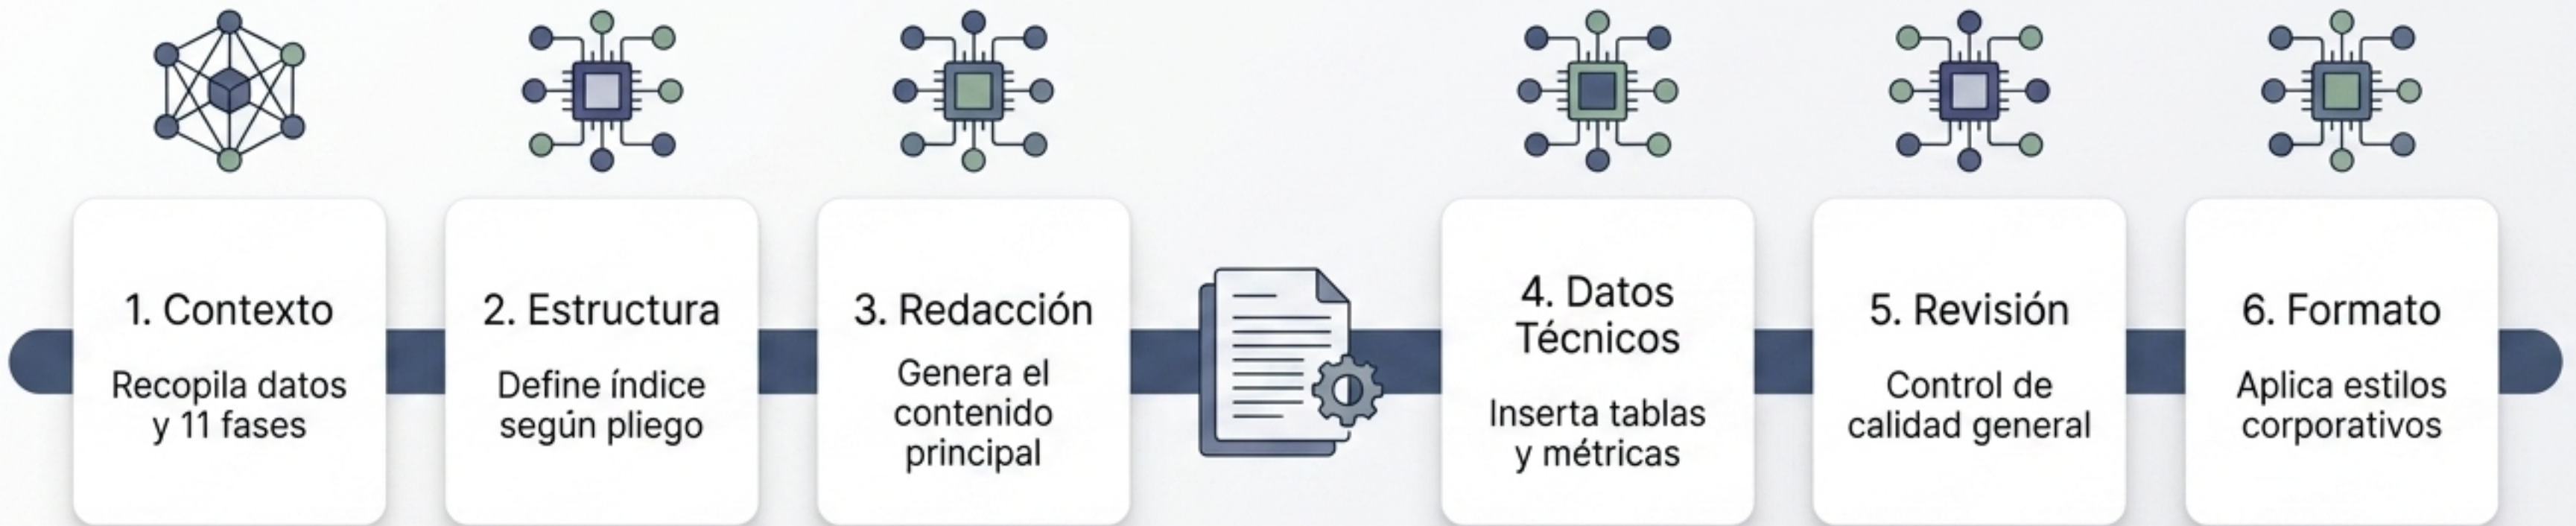 1. Contexto
Recopila datos
y 11 fases
2. Estructura
Define índice
según pliego
3. Redacción
Genera el
contenido
principal
4. Datos
Técnicos
Inserta tablas
y métricas
5. Revisión
Control de
calidad general
6. Formato
Aplica estilos
corporativos